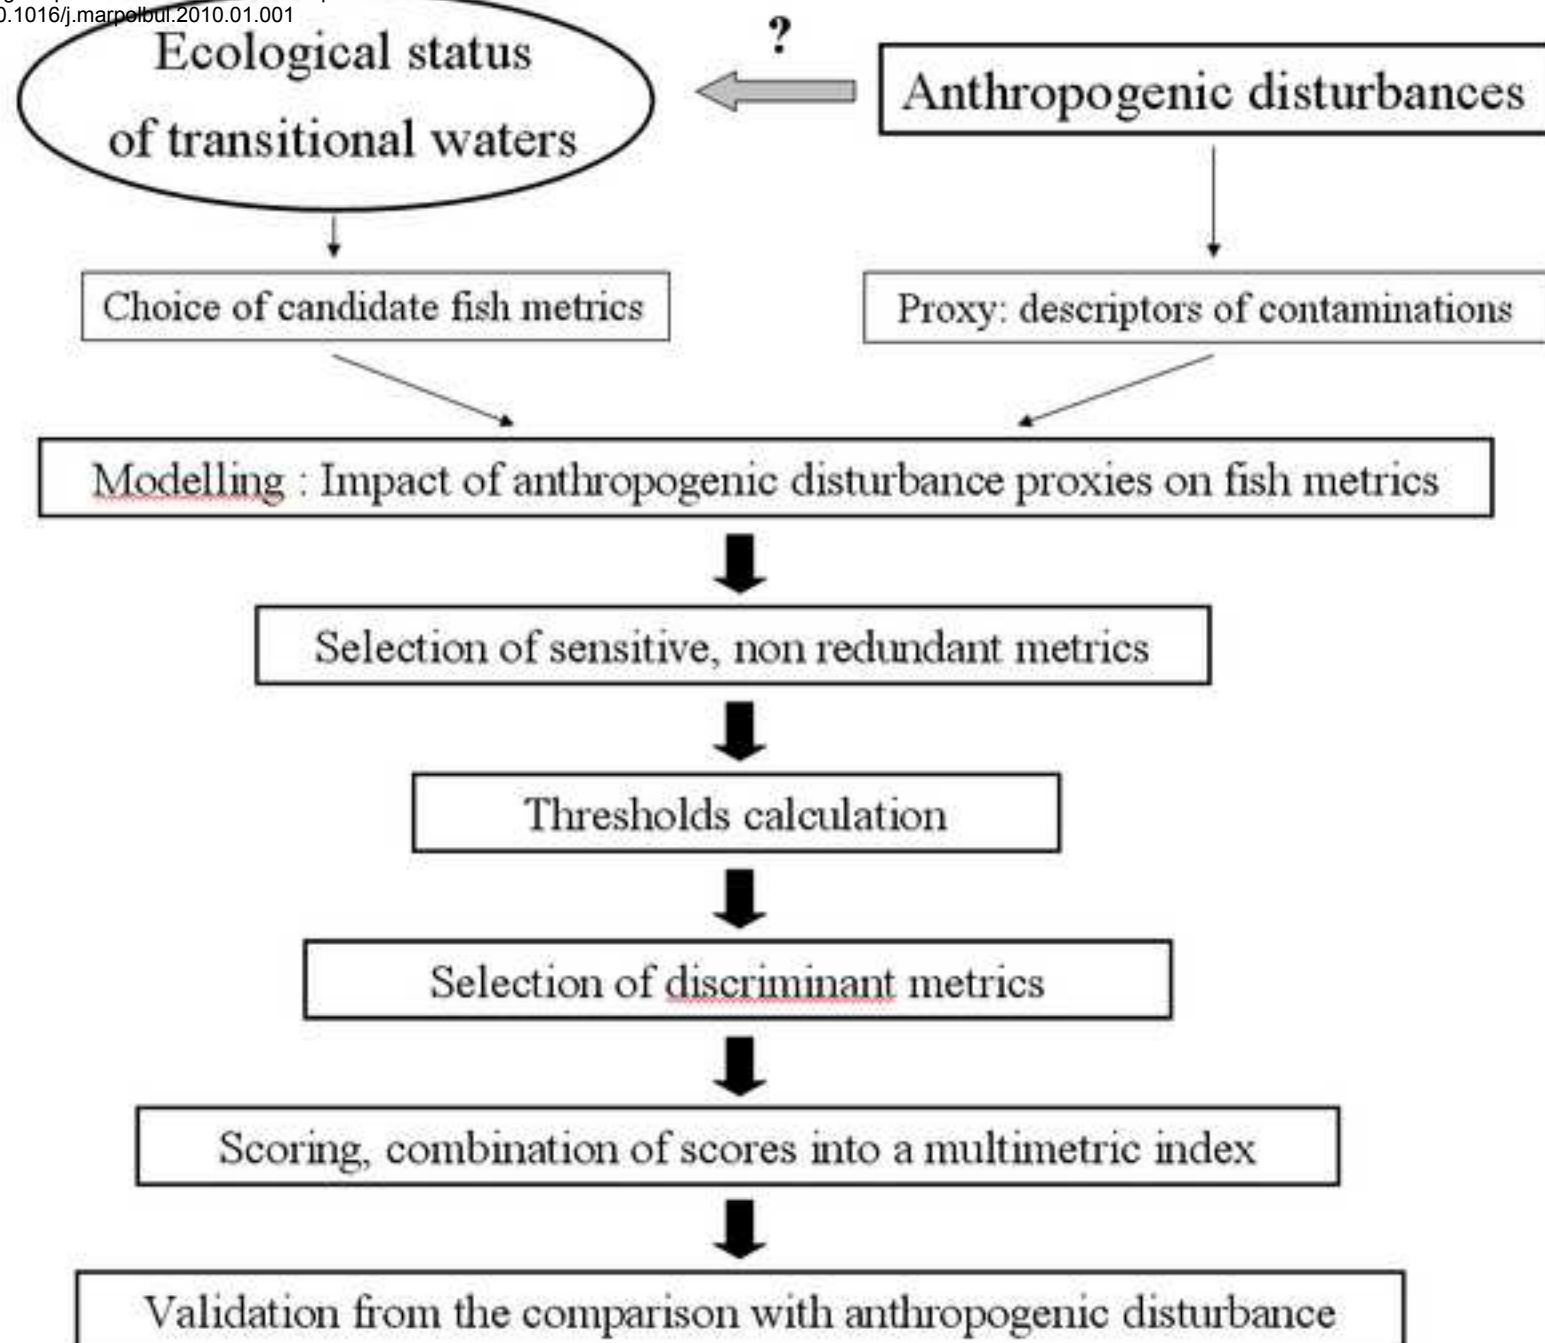 0.1016/j.marpolbul.2010.01.001
Ecological status
of transitional waters
?
Anthropogenic disturbances
Choice of candidate fish metrics
Proxy: descriptors of contaminations
Modelling : Impact of anthropogenic disturbance proxies on fish metrics
Selection of sensitive, non redundant metrics
Thresholds calculation
Selection of discriminant metrics
Scoring, combination of scores into a multimetric index
Validation from the comparison with anthropogenic disturbance